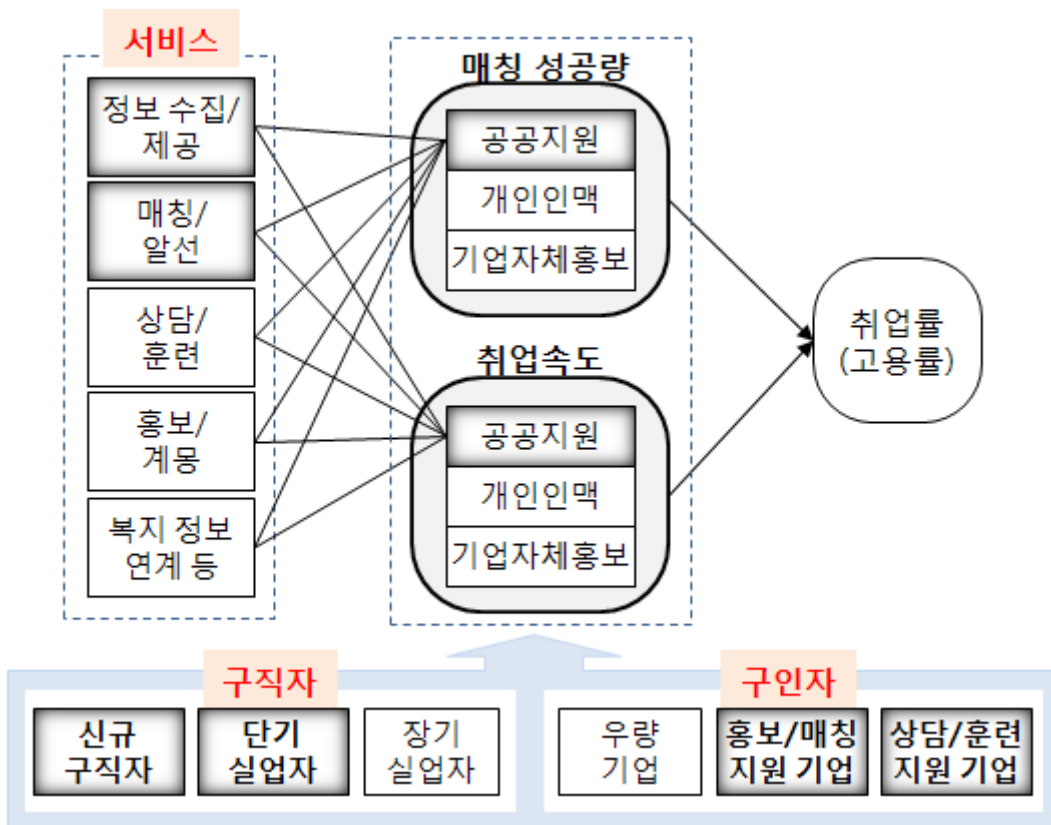 서비스
정보 수집/
제공
매칭/
알선
상담/
훈련
홍보/
계몽
복지 정보
연계 등
매칭 성공량
공공지원
개인인맥
기업자체홍보
취업속도
공공지원
개인인맥
기업자체홍보
취업률
(고용률)
구직자
신규
구직자
단기
실업자
장기
실업자
구인자
우량
기업
홍보/매칭
지원 기업
상담/훈련
지원 기업